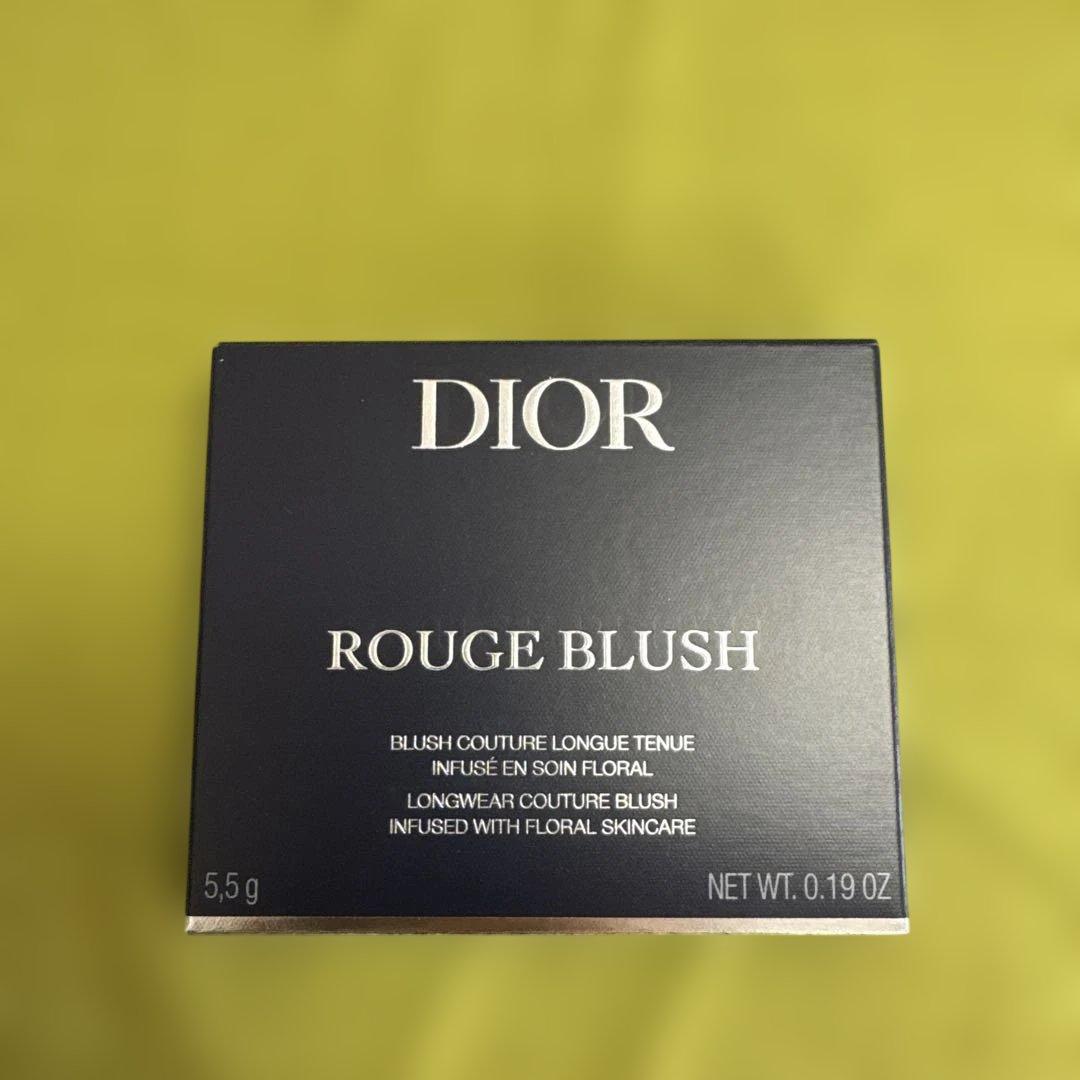 DIOR
ROUGE BLUSH
BLUSH COUTURE LONGUE TENUE
INFUSÉ EN SOIN FLORAL
LONGWEAR COUTURE BLUSH
INFUSED WITH FLORAL SKINCARE
5,5 g NET WT. 0.19 OZ